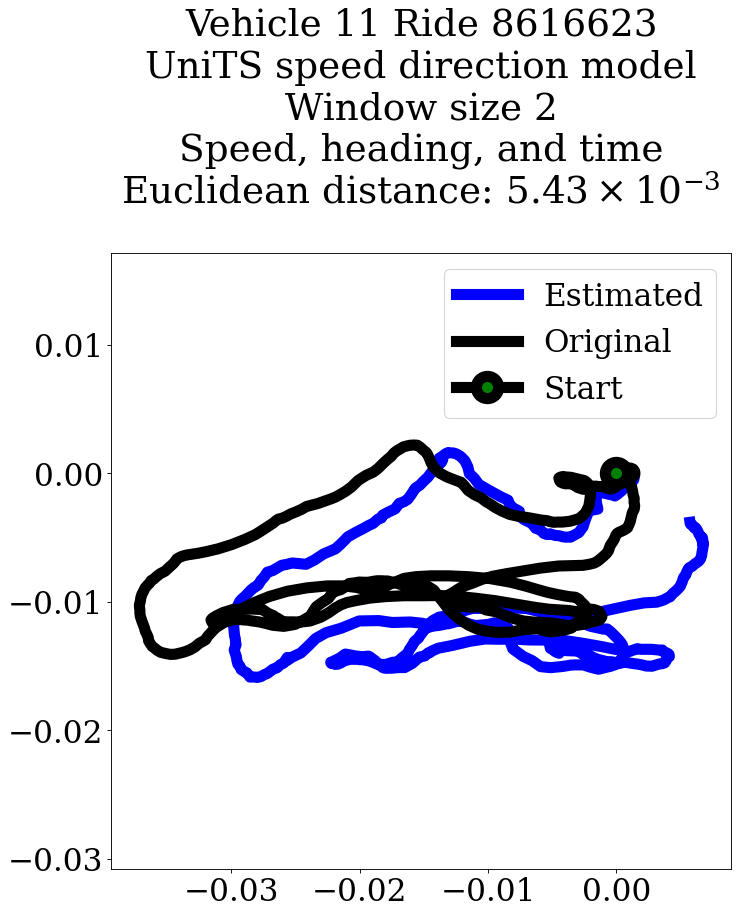 Vehicle 11 Ride 8616623
UniTS speed direction model
Window size 2
Speed, heading, and time
Euclidean distance: 5.43 × 10⁻³
Estimated
Original
Start
0.01
0.00
−0.01
−0.02
−0.03
−0.03 −0.02 −0.01 0.00